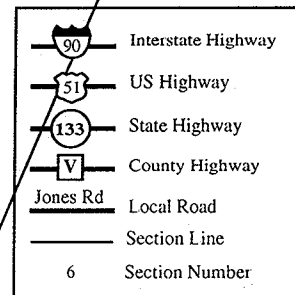 90 Interstate Highway
51 US Highway
133 State Highway
V County Highway
Jones Rd Local Road
Section Line
6 Section Number